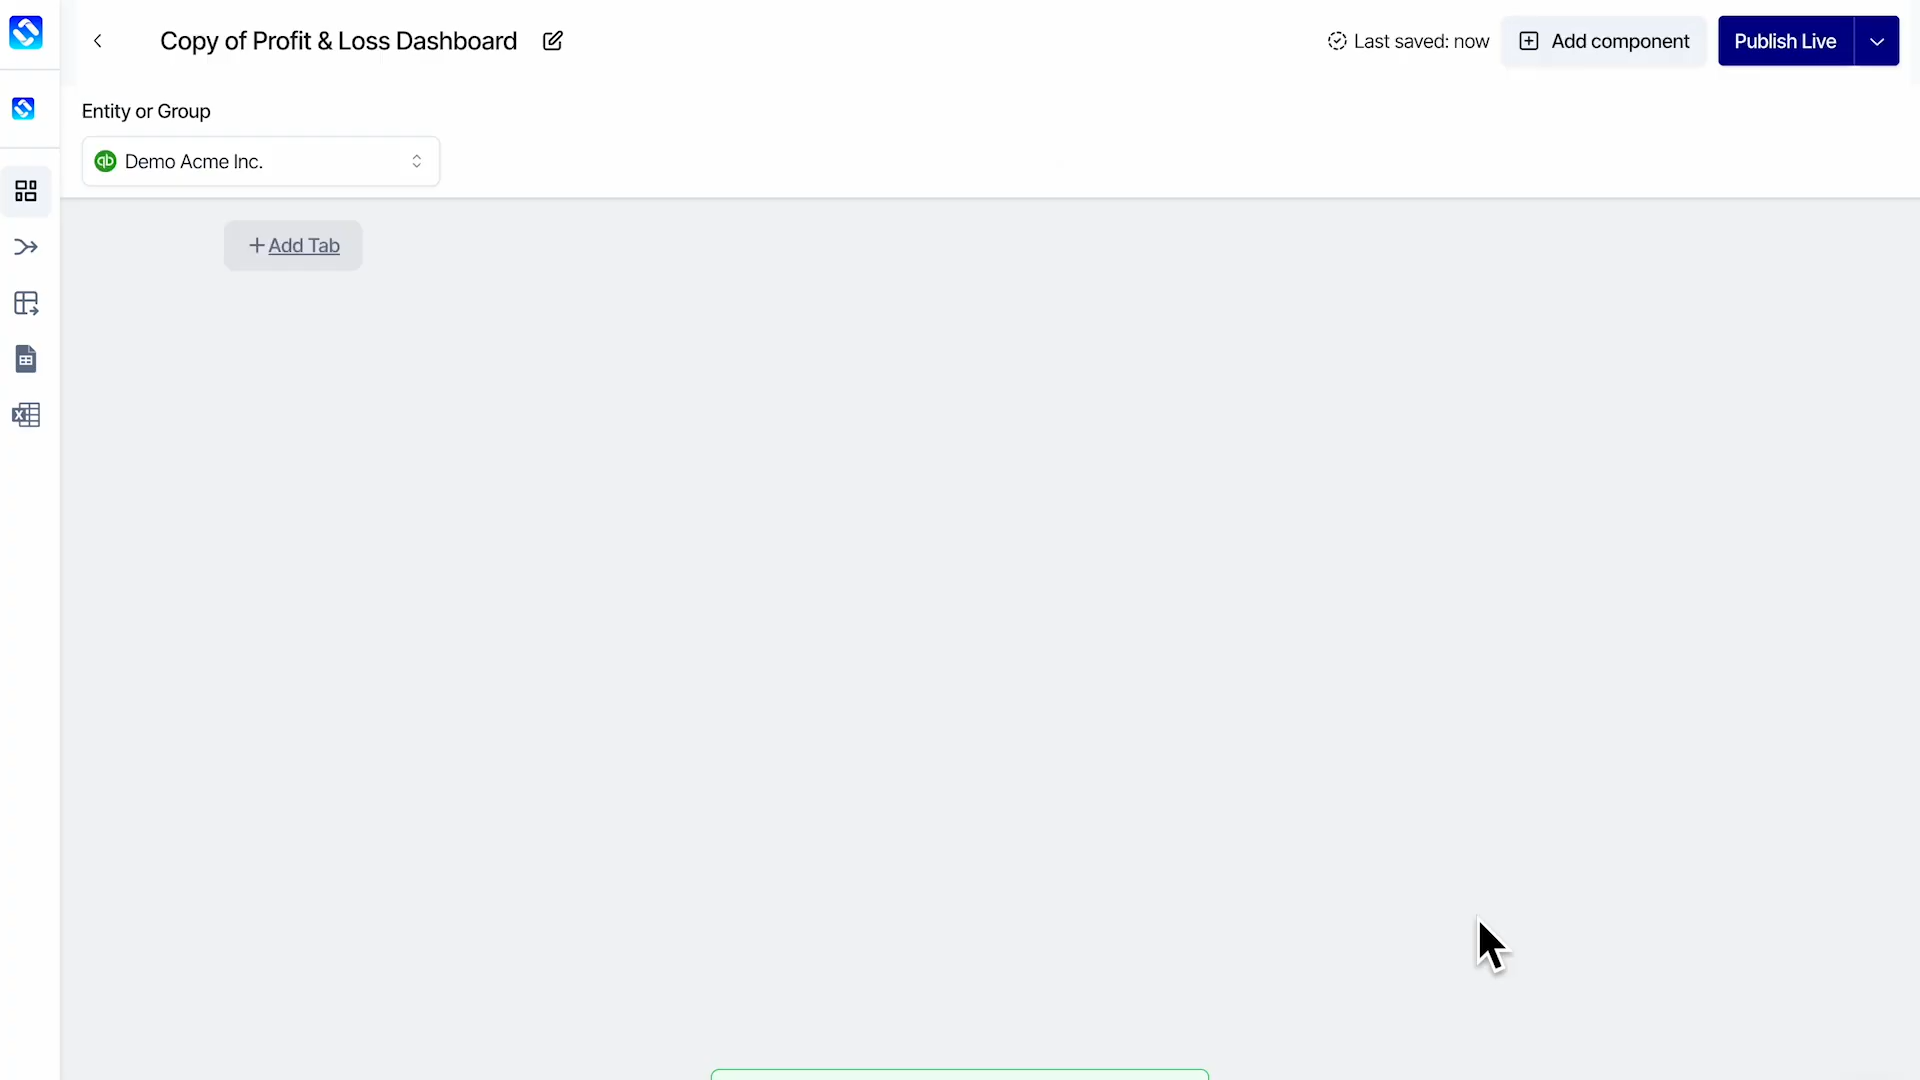 Copy of Profit & Loss Dashboard
Last saved: now
Add component
Publish Live
Entity or Group
qb Demo Acme Inc.
+ Add Tab